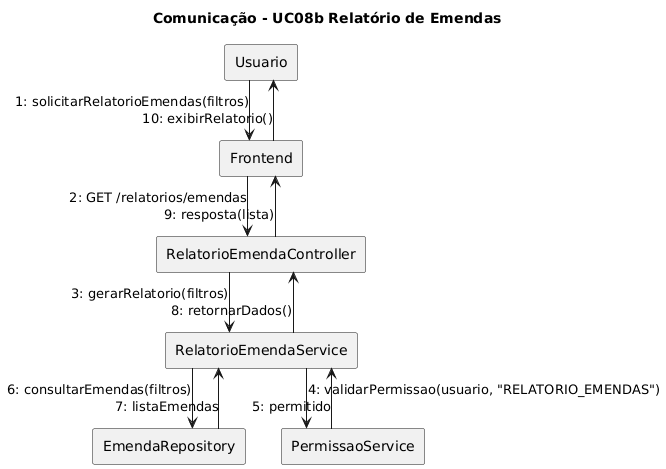 Comunicação - UC08b Relatório de Emendas
Usuario
1: solicitarRelatorioEmendas(filtros)
10: exibirRelatorio()
Frontend
2: GET /relatorios/emendas
9: resposta(lista)
RelatorioEmendaController
3: gerarRelatorio(filtros)
8: retornarDados()
RelatorioEmendaService
6: consultarEmendas(filtros)
4: validarPermissao(usuario, "RELATORIO_EMENDAS")
7: listaEmendas
5: permitido
EmendaRepository
PermissaoService